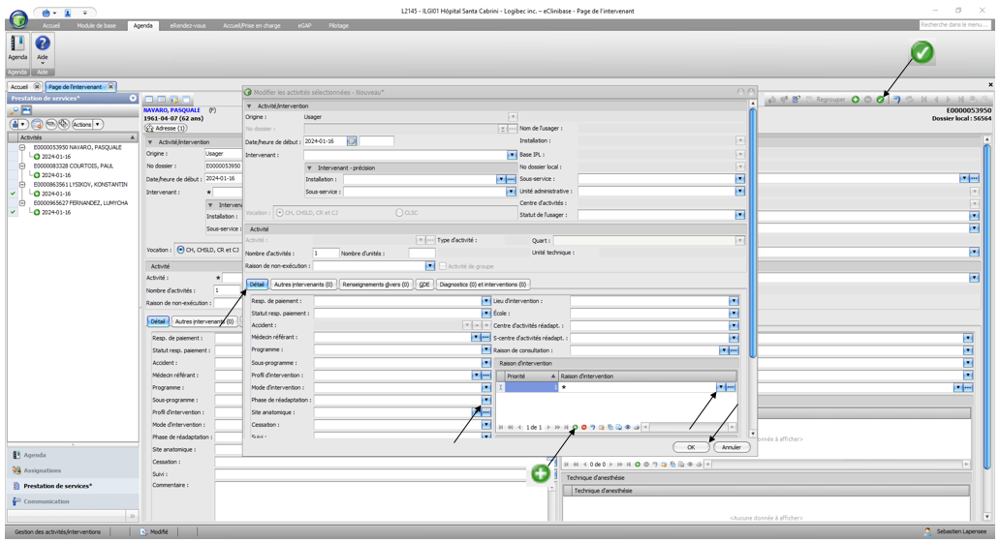 L2145 - ILGI01 Hôpital Santa Cabrini - Logibec inc. – eClinibase - Page de l'intervenant
Accueil Module de base Agenda eRendez-vous Accueil/Prise en charge eGAP Pilotage
Recherche dans le menu...
Agenda Aide
Agenda Aide
Accueil Page de l'intervenant
Prestation de services*
Actions
Activités
E0000053950 NAVARO, PASQUALE
2024-01-16
E0000083328 COURTOIS, PAUL
2024-01-16
E0000863561 LYSIKOV, KONSTANTIN
2024-01-16
E0000965627 FERNANDEZ, LUMYCHA
2024-01-16
Agenda
Assignations
Prestation de services*
Communication
Regrouper
NAVARO, PASQUALE (F)
1961-04-07 (62 ans)
Adresse (1)
E0000053950
Dossier local : 56564
Activité/intervention
Origine : Usager
No dossier : E0000053950
Date/heure de début : 2024-01-16
Intervenant : *
Installation :
Sous-service :
Vocation : CH, CHSLD, CR et CJ
Activité
Activité : *
Nombre d'activités : 1
Raison de non-exécution :
Détail
Resp. de paiement :
Statut resp. paiement :
Accident :
Médecin référant :
Programme :
Sous-programme :
Profil d'intervention :
Mode d'intervention :
Phase de réadaptation :
Site anatomique :
Cessation :
Suivi :
Commentaire :
Modifier les activités sélectionnées - Nouveau*
Activité/intervention
Origine : Usager
No dossier : Nom de l'usager :
Date/heure de début : 2024-01-16 Installation :
Intervenant : Base IPL :
Intervenant - précision No dossier local :
Installation : Sous-service :
Sous-service : Unité administrative :
Centre d'activités :
Vocation : CH, CHSLD, CR et CJ CLSC Statut de l'usager :
Activité
Activité : Type d'activité : Quart :
Nombre d'activités : 1 Nombre d'unités : Unité technique :
Raison de non-exécution : Activité de groupe
Détail Autres intervenants (0) Renseignements divers (0) GDE Diagnostics (0) et interventions (0)
Resp. de paiement : Lieu d'intervention :
Statut resp. paiement : École :
Accident : Centre d'activités réadapt. :
Médecin référant : S-centre d'activités réadapt. :
Programme : Raison de consultation :
Sous-programme : Raison d'intervention
Profil d'intervention : Priorité Raison d'intervention
Mode d'intervention : *
Phase de réadaptation :
Site anatomique :
Cessation : 1 de 1
OK Annuler
0 de 0
Technique d'anesthésie
Technique d'anesthésie
<Aucune donnée à afficher>
Gestion des activités/interventions Modifié Sebastien Lapensee